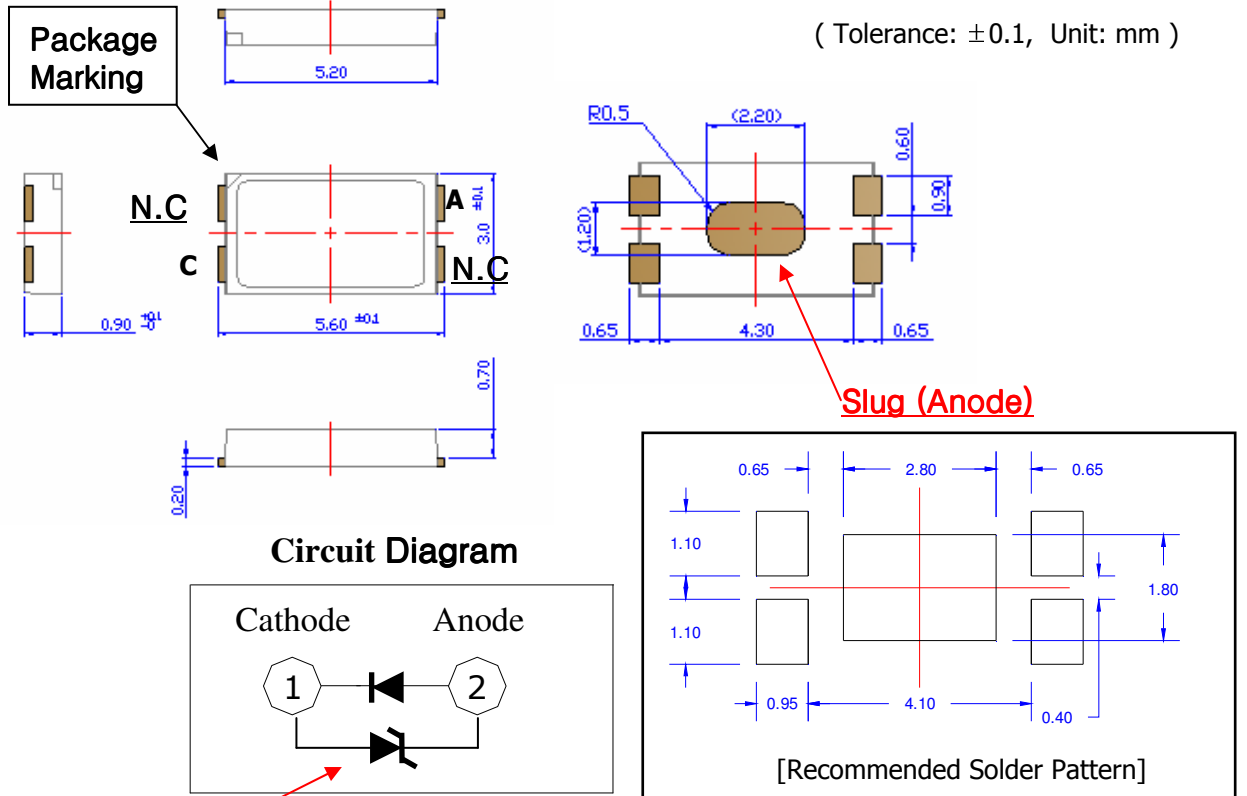 Package
Marking
5.20
( Tolerance: ±0.1, Unit: mm )
N.C
C
A
N.C
3.0 ±0.1
0.90 +0.1 -0
5.60 ±0.1
R0.5
(2.20)
(1.20)
0.60
0.90
0.65
4.30
0.65
Slug (Anode)
0.70
0.20
Circuit Diagram
Cathode
Anode
1
2
0.65
2.80
0.65
1.10
1.10
1.80
0.95
4.10
0.40
[Recommended Solder Pattern]